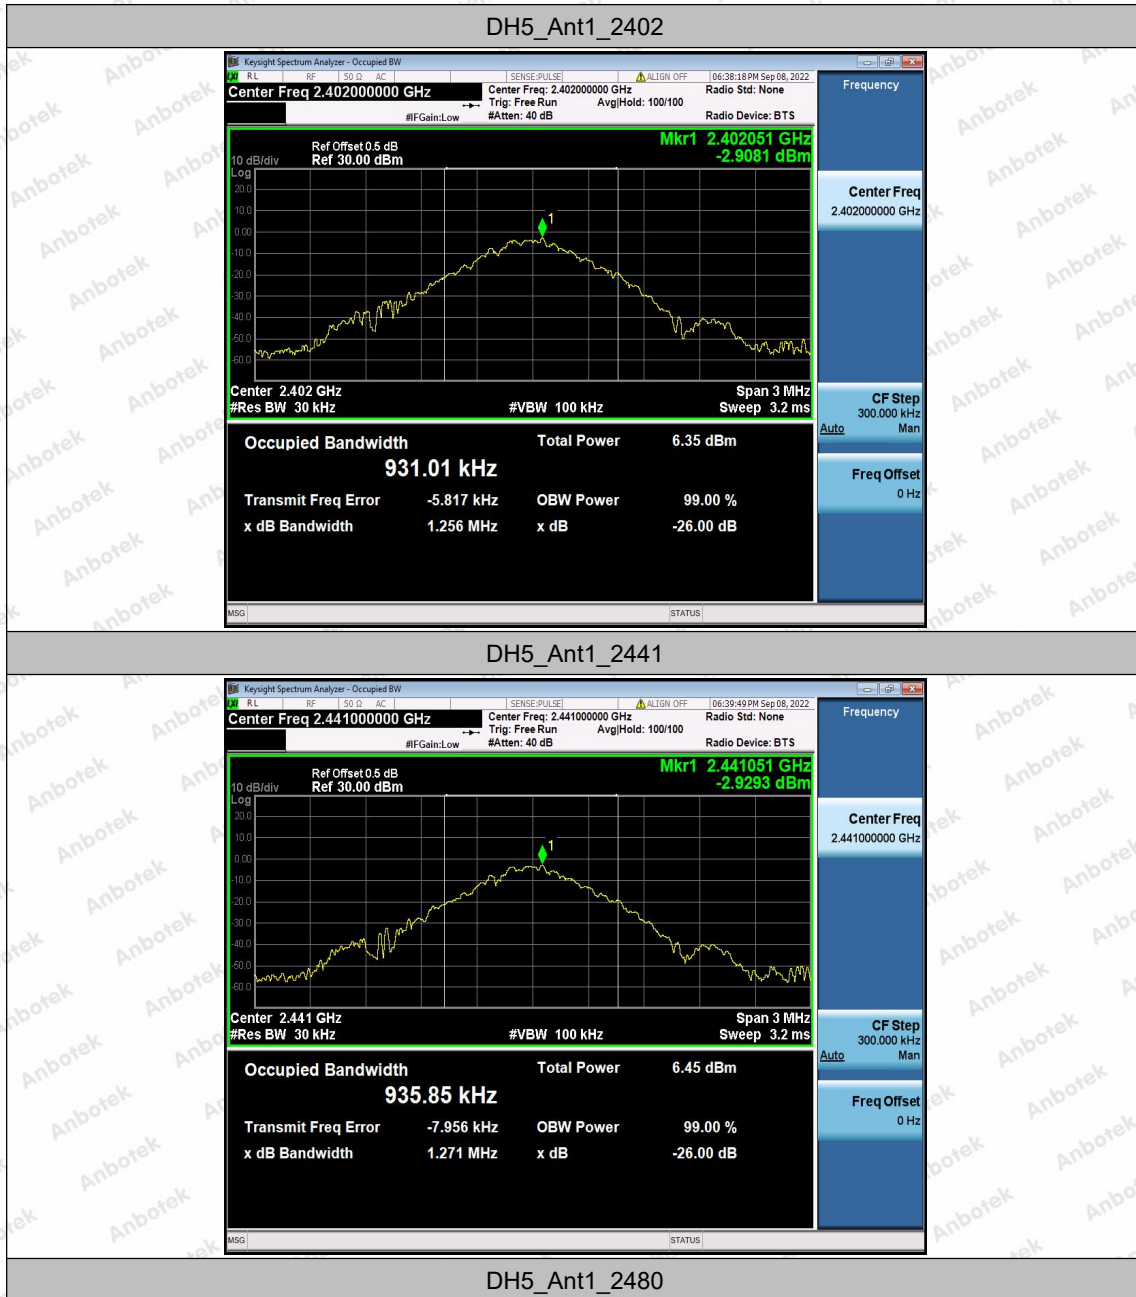 DH5_Ant1_2402
Keysight Spectrum Analyzer - Occupied BW
RL RF 50 Ω AC SENSE:PULSE ALIGN OFF 06:38:18 PM Sep 08, 2022
Center Freq 2.402000000 GHz
Center Freq: 2.402000000 GHz
Radio Std: None
Trig: Free Run Avg|Hold: 100/100
#IFGain:Low #Atten: 40 dB Radio Device: BTS
Frequency
Mkr1 2.402051 GHz
-2.9081 dBm
Ref Offset 0.5 dB
10 dB/div Ref 30.00 dBm
Log
20.0
10.0
0.00
-10.0
-20.0
-30.0
-40.0
-50.0
-60.0
1
Center 2.402 GHz Span 3 MHz
#Res BW 30 kHz #VBW 100 kHz Sweep 3.2 ms
Occupied Bandwidth Total Power 6.35 dBm
931.01 kHz
Transmit Freq Error -5.817 kHz OBW Power 99.00 %
x dB Bandwidth 1.256 MHz x dB -26.00 dB
Center Freq
2.402000000 GHz
CF Step
300.000 kHz
Auto Man
Freq Offset
0 Hz
MSG STATUS
DH5_Ant1_2441
Keysight Spectrum Analyzer - Occupied BW
RL RF 50 Ω AC SENSE:PULSE ALIGN OFF 06:39:49 PM Sep 08, 2022
Center Freq 2.441000000 GHz
Center Freq: 2.441000000 GHz
Radio Std: None
Trig: Free Run Avg|Hold: 100/100
#IFGain:Low #Atten: 40 dB Radio Device: BTS
Frequency
Mkr1 2.441051 GHz
-2.9293 dBm
Ref Offset 0.5 dB
10 dB/div Ref 30.00 dBm
Log
20.0
10.0
0.00
-10.0
-20.0
-30.0
-40.0
-50.0
-60.0
1
Center 2.441 GHz Span 3 MHz
#Res BW 30 kHz #VBW 100 kHz Sweep 3.2 ms
Occupied Bandwidth Total Power 6.45 dBm
935.85 kHz
Transmit Freq Error -7.956 kHz OBW Power 99.00 %
x dB Bandwidth 1.271 MHz x dB -26.00 dB
Center Freq
2.441000000 GHz
CF Step
300.000 kHz
Auto Man
Freq Offset
0 Hz
MSG STATUS
DH5_Ant1_2480
Anbotek